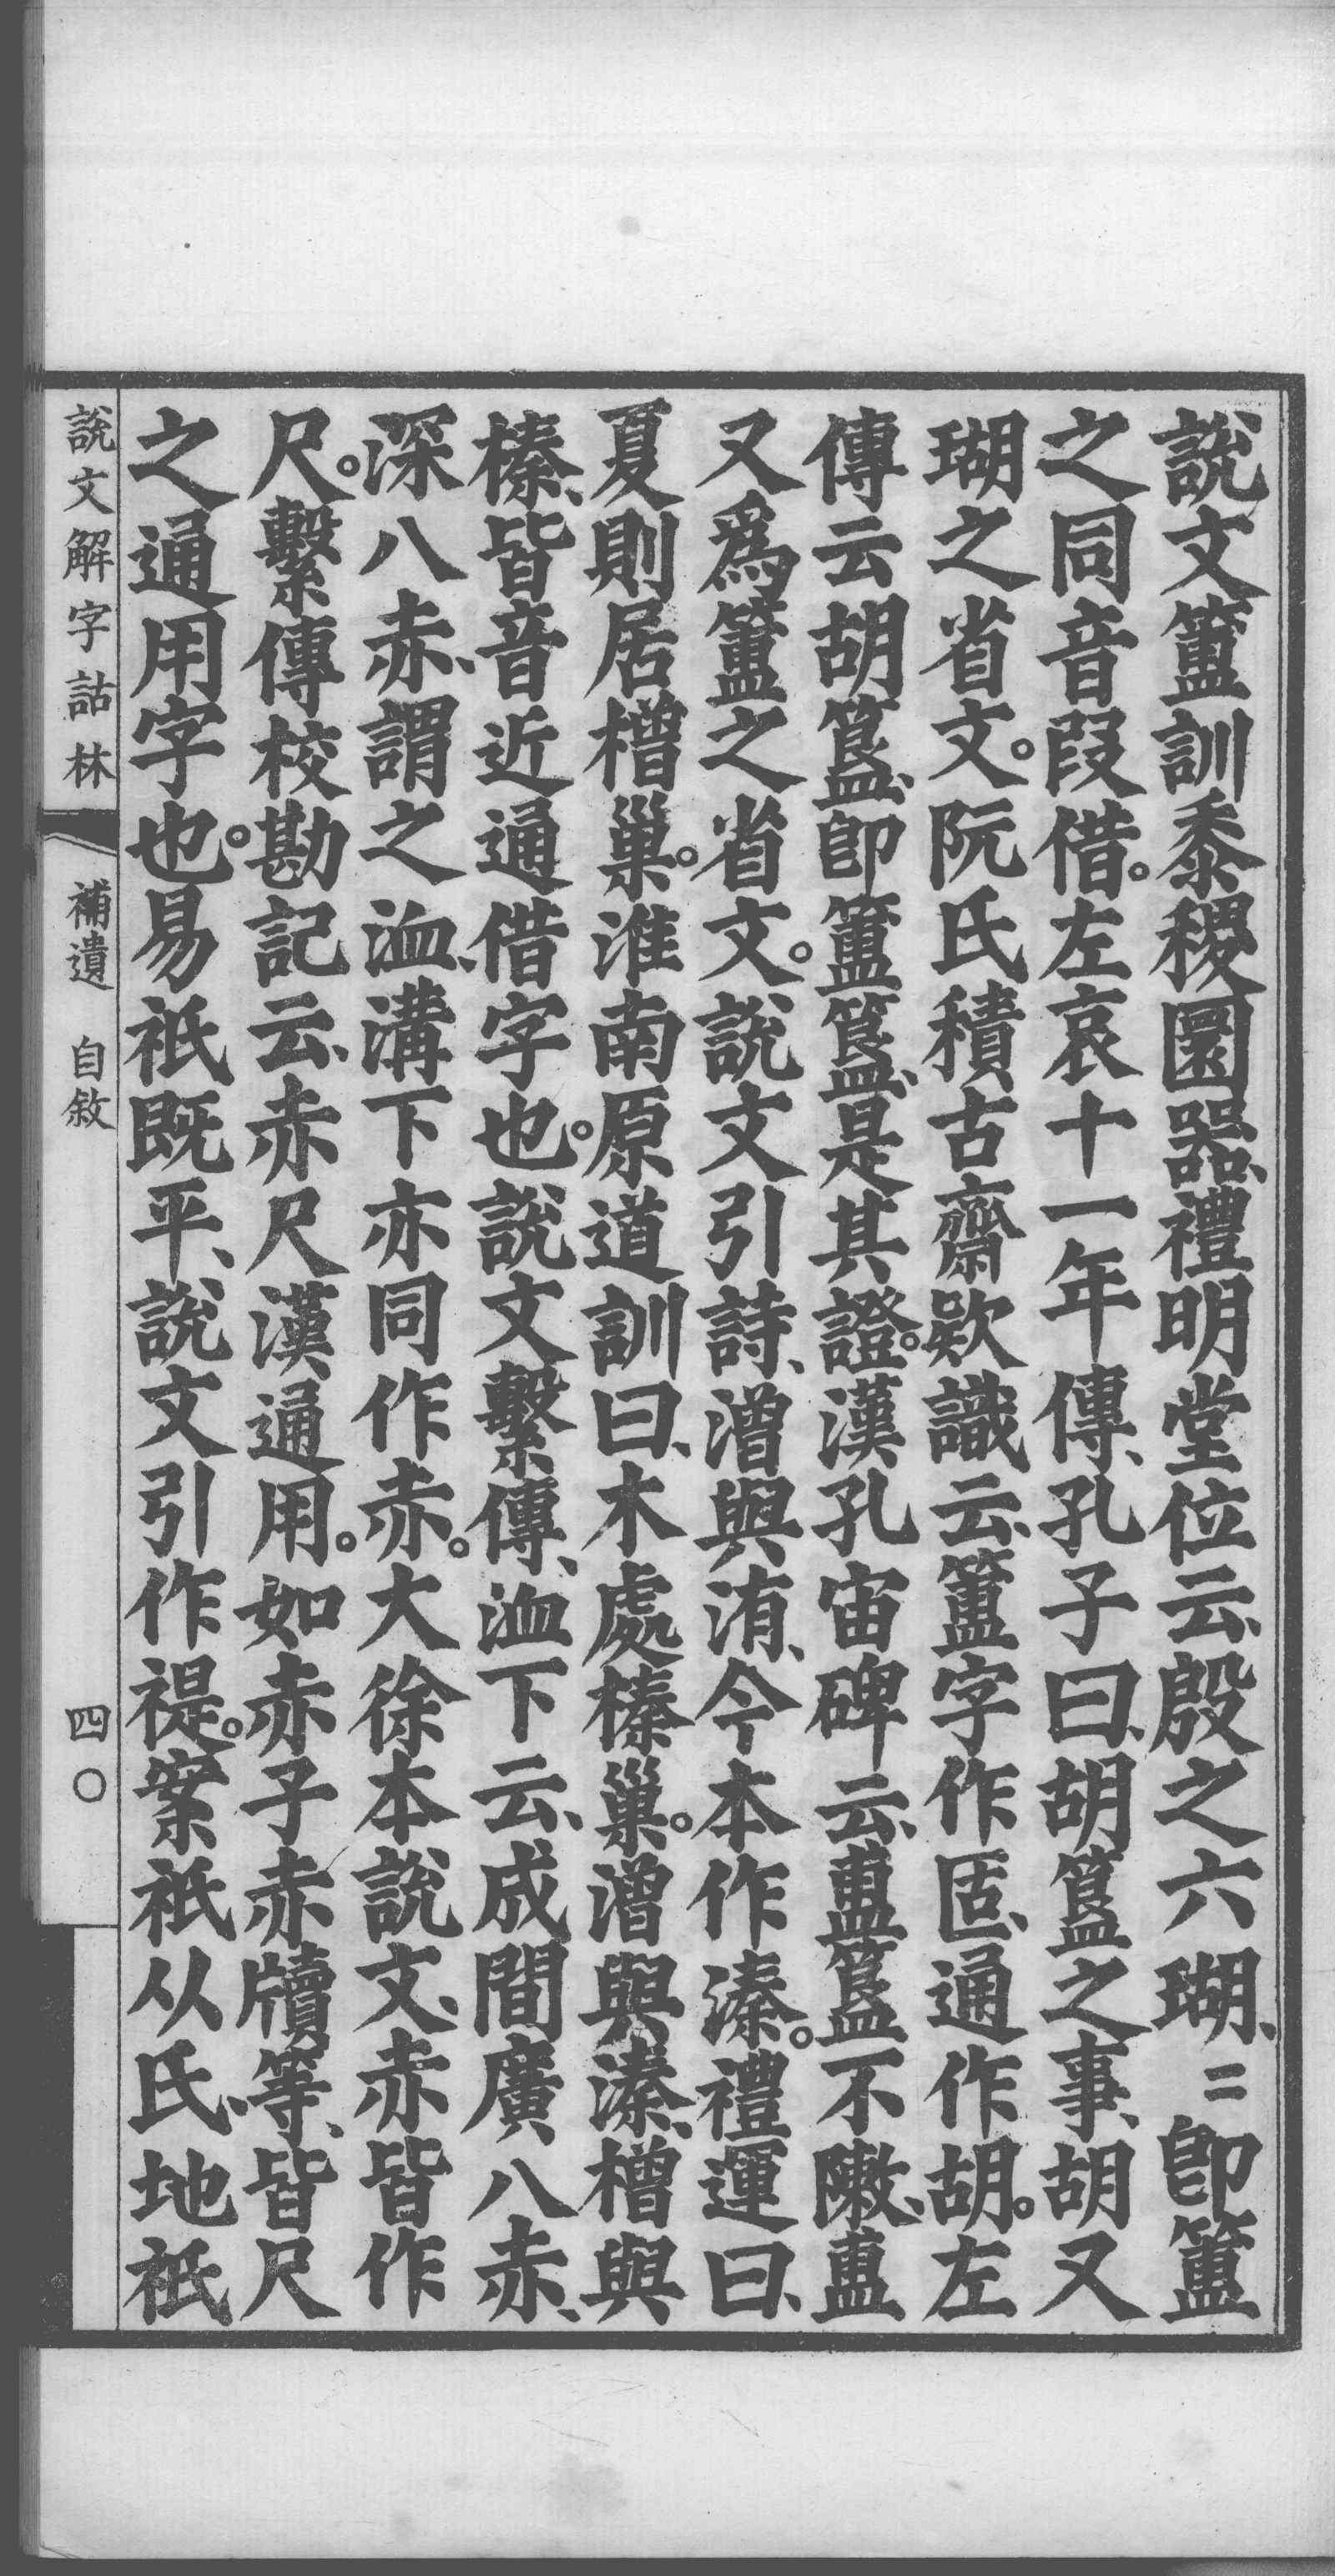 說文簠訓黍稷圜器、禮明堂位云、殷之六瑚、〻卽簠
之同音叚借。左哀十一年傳、孔子曰、胡簋之事、胡又
瑚之省文。阮氏積古齋款識云、簠字作𠤳、通作胡。左
傳云胡簋、卽簠簋、是其證。漢孔宙碑云、𥂴簋不敶、𥂴
又爲簠之省文。說文引詩、潧與洧、今本作溱。禮運曰、
夏則居橧巢。淮南原道訓曰、木處榛巢。潧與溱、橧與
榛、皆音近通借字也。說文繫傳、洫下云、成閒廣八赤、
深八赤、謂之洫、溝下亦同作赤。大徐本說文、赤皆作
尺。繫傳校勘記云、赤尺漢通用。如赤子赤牘等、皆尺
之通用字也。易祇既平、說文引作禔。案祇从氏、地祇
說文解字詁林 補遺 自敘 四〇